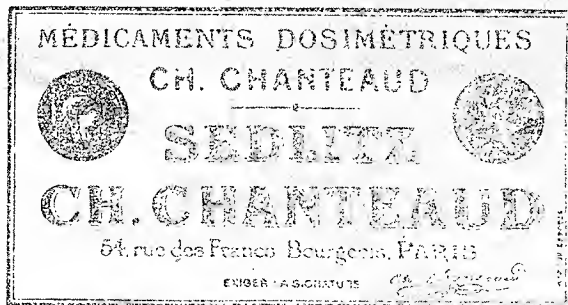 MÉDICAMENTS DOSIMÉTRIQUES
CH. CHANTEAUD
SEDLITZ
CH. CHANTEAUD
54, rue des Francs Bourgeois, PARIS
EXIGER LA SIGNATURE